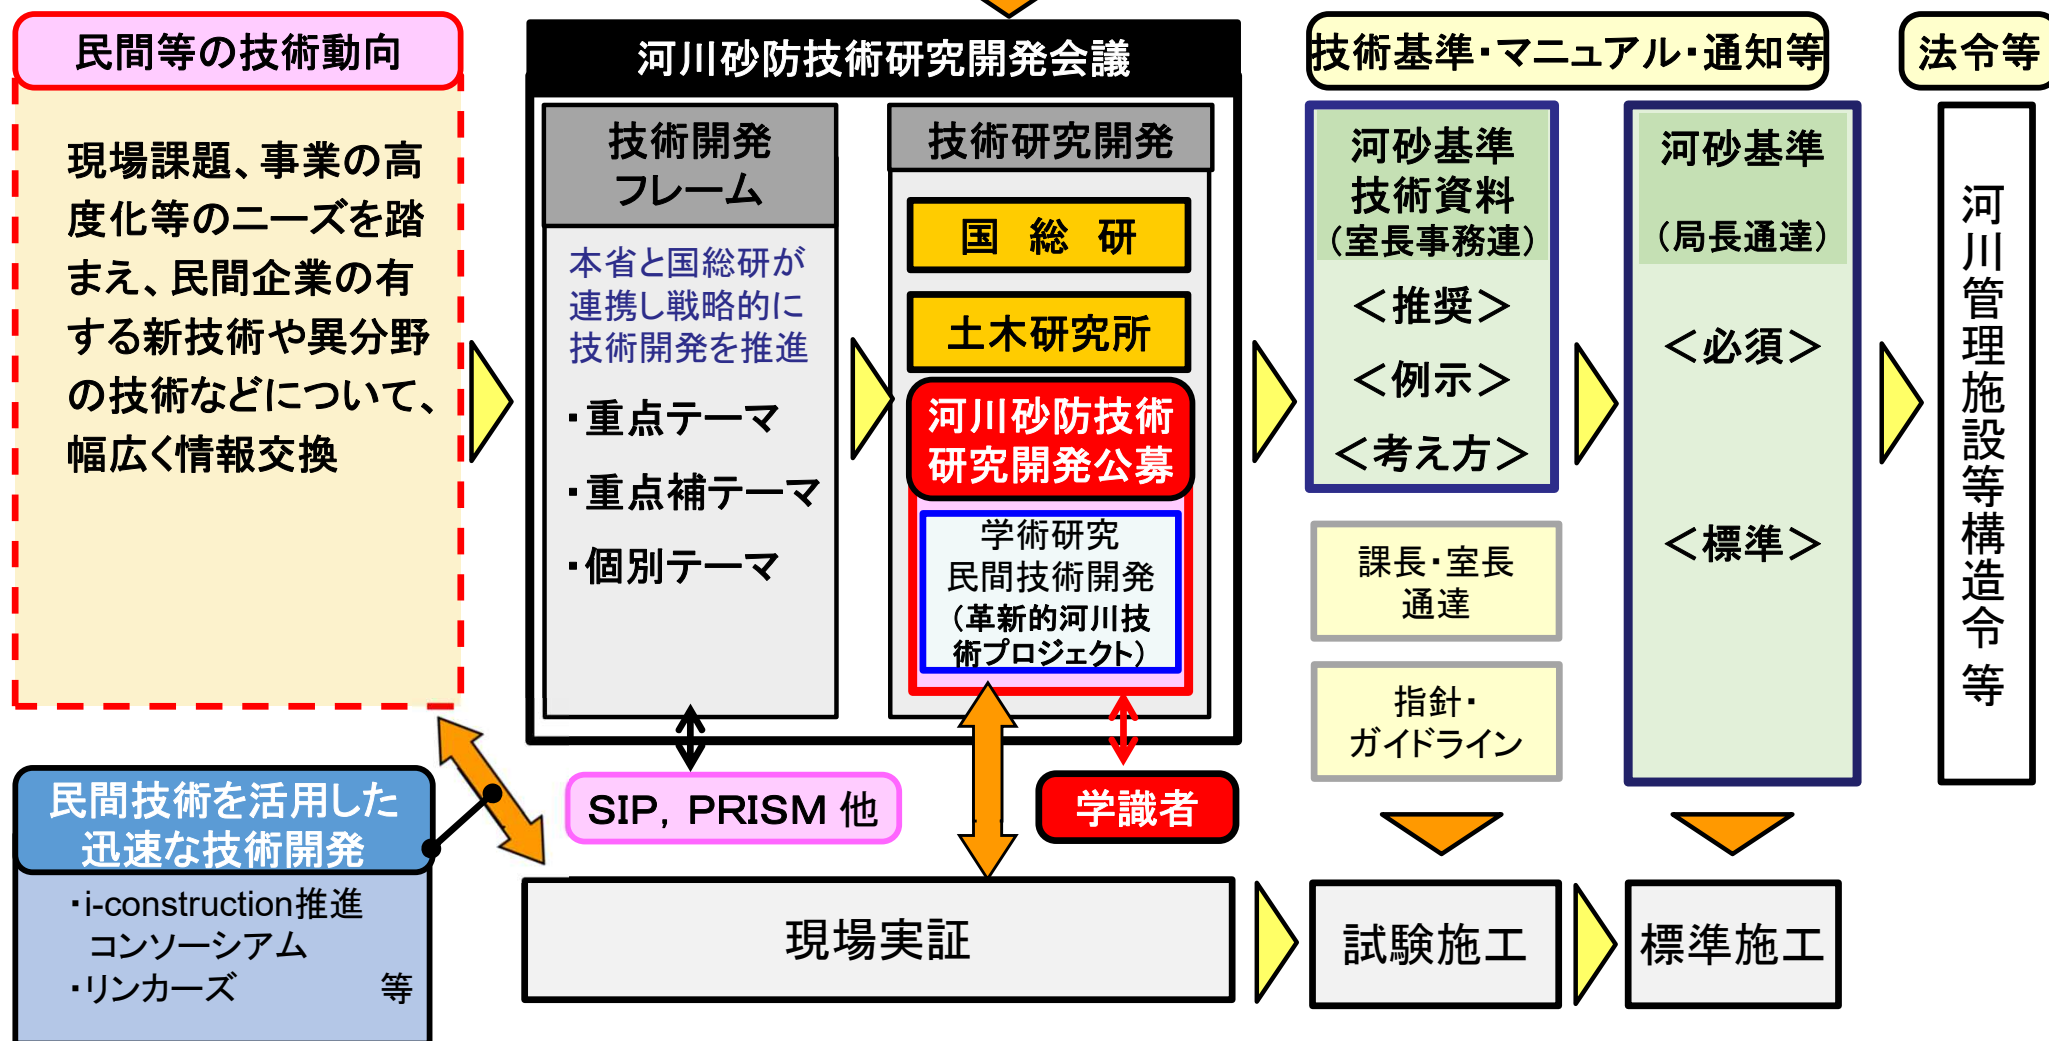 民間等の技術動向
現場課題、事業の高
度化等のニーズを踏
まえ、民間企業の有
する新技術や異分野
の技術などについて、
幅広く情報交換
民間技術を活用した
迅速な技術開発
・i-construction推進
コンソーシアム
・リンカーズ　　　　等
河川砂防技術研究開発会議
技術開発
フレーム
本省と国総研が
連携し戦略的に
技術開発を推進
・重点テーマ
・重点補テーマ
・個別テーマ
技術研究開発
国　総　研
土木研究所
河川砂防技術
研究開発公募
学術研究
民間技術開発
（革新的河川技
術プロジェクト）
SIP，PRISM 他
学識者
現場実証
技術基準・マニュアル・通知等
河砂基準
技術資料
（室長事務連）
＜推奨＞
＜例示＞
＜考え方＞
課長・室長
通達
指針・
ガイドライン
試験施工
河砂基準
（局長通達）
＜必須＞
＜標準＞
標準施工
法令等
河川管理施設等構造令 等